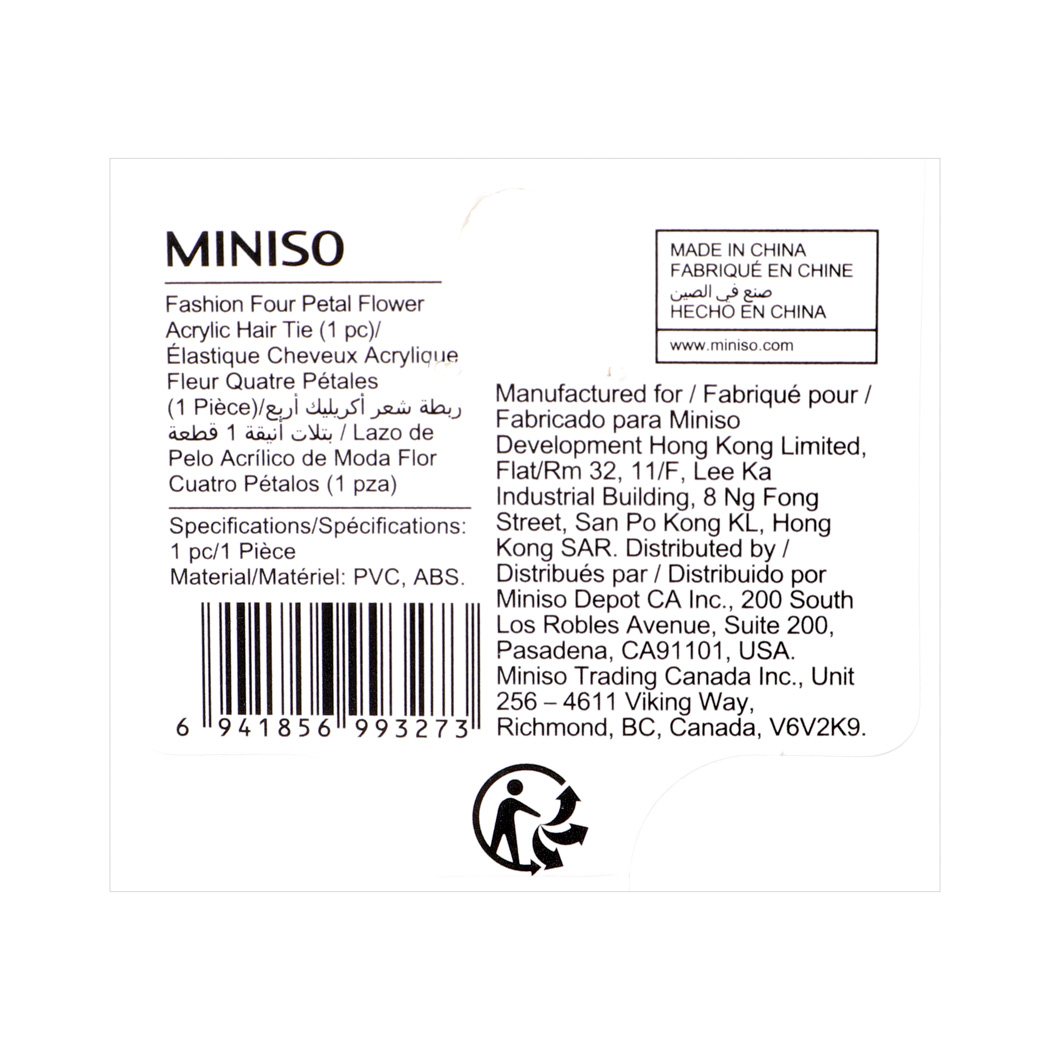 MINISO
Fashion Four Petal Flower
Acrylic Hair Tie (1 pc)/
Élastique Cheveux Acrylique
Fleur Quatre Pétales
(1 Pièce)/ربطة شعر أكريليك أربع
بتلات أنيقة 1 قطعة / Lazo de
Pelo Acrílico de Moda Flor
Cuatro Pétalos (1 pza)
Specifications/Spécifications:
1 pc/1 Pièce
Material/Matériel: PVC, ABS.
6 941856 993273
MADE IN CHINA
FABRIQUÉ EN CHINE
صنع في الصين
HECHO EN CHINA
www.miniso.com
Manufactured for / Fabriqué pour /
Fabricado para Miniso
Development Hong Kong Limited,
Flat/Rm 32, 11/F, Lee Ka
Industrial Building, 8 Ng Fong
Street, San Po Kong KL, Hong
Kong SAR. Distributed by /
Distribués par / Distribuido por
Miniso Depot CA Inc., 200 South
Los Robles Avenue, Suite 200,
Pasadena, CA91101, USA.
Miniso Trading Canada Inc., Unit
256 – 4611 Viking Way,
Richmond, BC, Canada, V6V2K9.